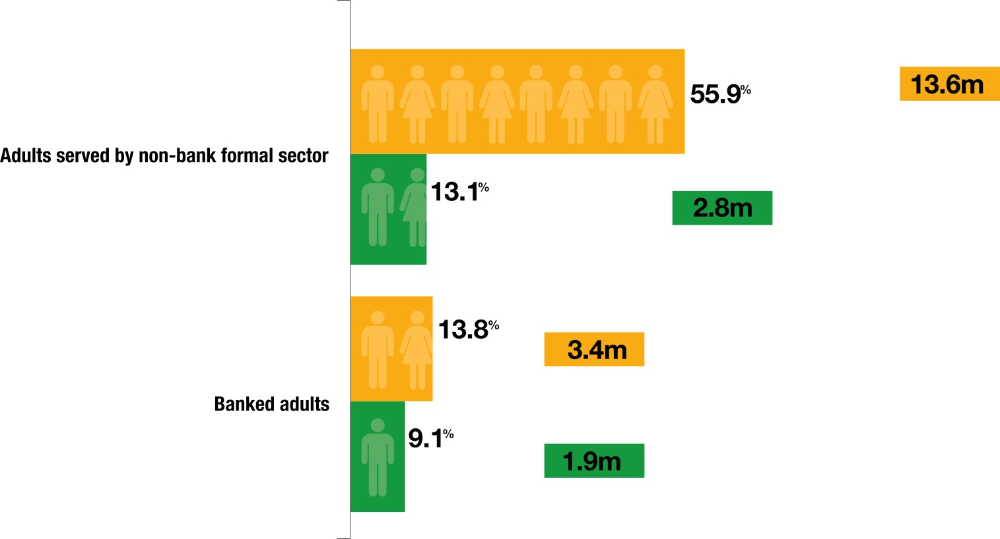 55.9%
13.6m
Adults served by non-bank formal sector
13.1%
2.8m
13.8%
3.4m
Banked adults
9.1%
1.9m